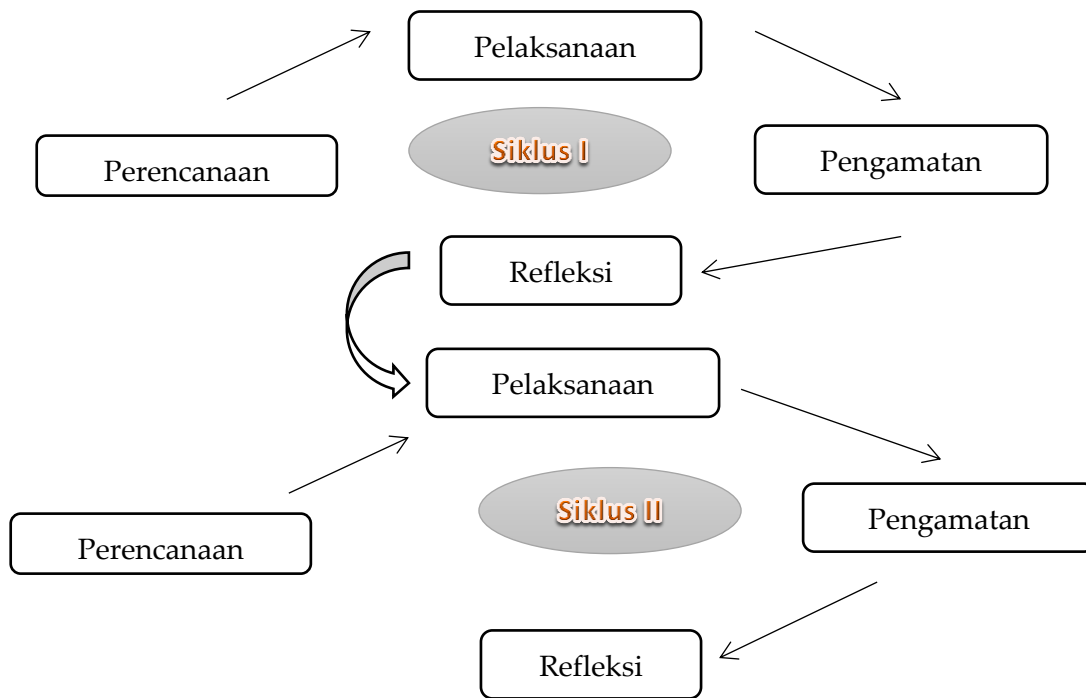 Pelaksanaan
Perencanaan
Siklus I
Pengamatan
Refleksi
Pelaksanaan
Perencanaan
Siklus II
Pengamatan
Refleksi